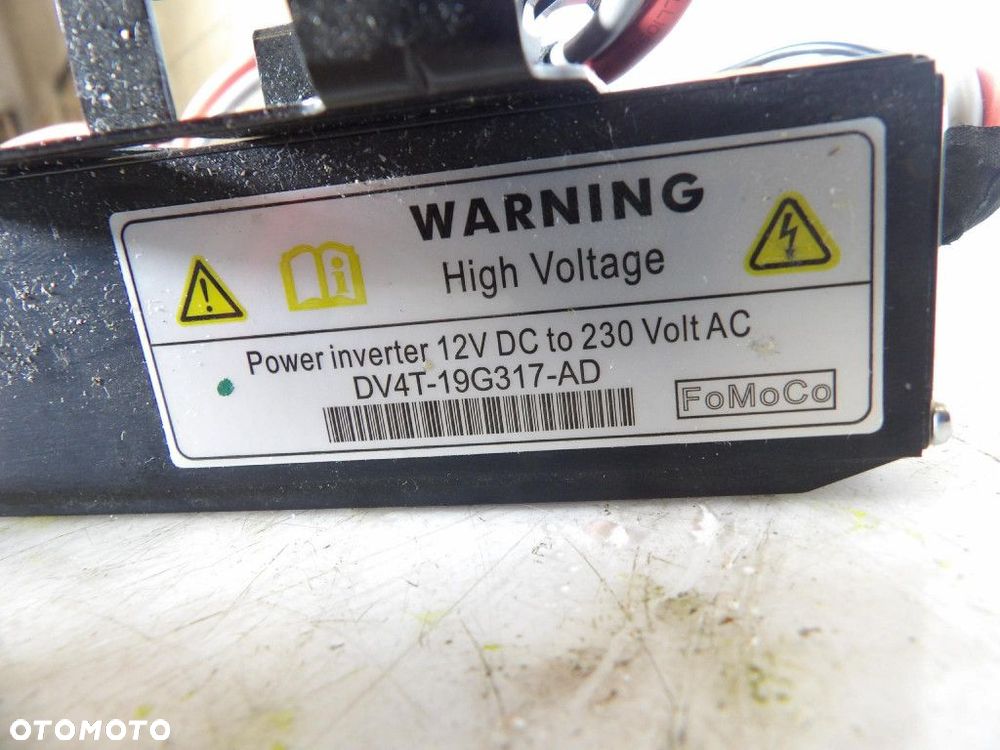 WARNING
High Voltage
Power inverter 12V DC to 230 Volt AC
DV4T-19G317-AD
FoMoCo
OTOMOTO